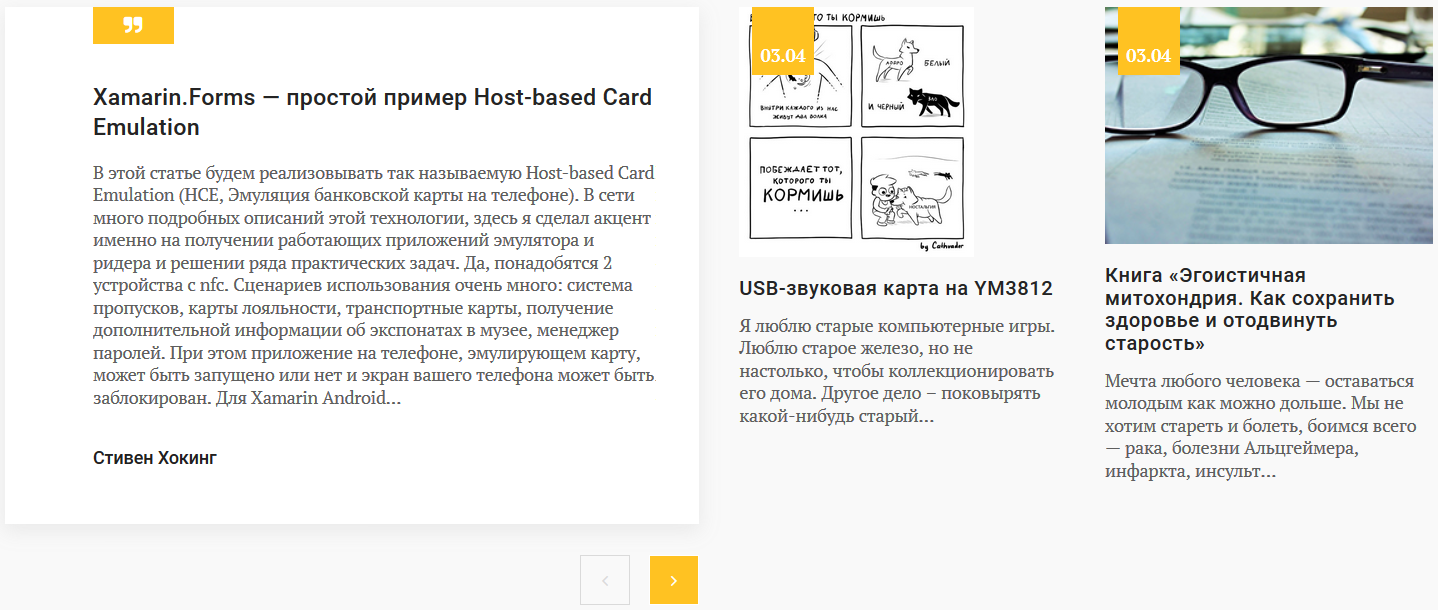 Xamarin.Forms — простой пример Host-based Card
Emulation
В этой статье будем реализовывать так называемую Host-based Card
Emulation (HCE, Эмуляция банковской карты на телефоне). В сети
много подробных описаний этой технологии, здесь я сделал акцент
именно на получении работающих приложений эмулятора и
ридера и решении ряда практических задач. Да, понадобятся 2
устройства с nfc. Сценариев использования очень много: система
пропусков, карты лояльности, транспортные карты, получение
дополнительной информации об экспонатах в музее, менеджер
паролей. При этом приложение на телефоне, эмулирующем карту,
может быть запущено или нет и экран вашего телефона может быть
заблокирован. Для Xamarin Android...
Стивен Хокинг
ТО ТЫ КОРМИШЬ
03.04
ВНУТРИ КАЖДОГО ИЗ НАС
ЖИВУТ ДВА ВОЛКА
ДОБРО
БЕЛЫЙ
И ЧЕРНЫЙ
ЗЛО
ПОБЕЖДАЕТ ТОТ,
КОТОРОГО ТЫ
КОРМИШЬ
...
НОСТАЛЬГИЯ
by Cathvader
USB-звуковая карта на YM3812
Я люблю старые компьютерные игры.
Люблю старое железо, но не
настолько, чтобы коллекционировать
его дома. Другое дело – поковырять
какой-нибудь старый...
03.04
Книга «Эгоистичная
митохондрия. Как сохранить
здоровье и отодвинуть
старость»
Мечта любого человека — оставаться
молодым как можно дольше. Мы не
хотим стареть и болеть, боимся всего
— рака, болезни Альцгеймера,
инфаркта, инсульт...